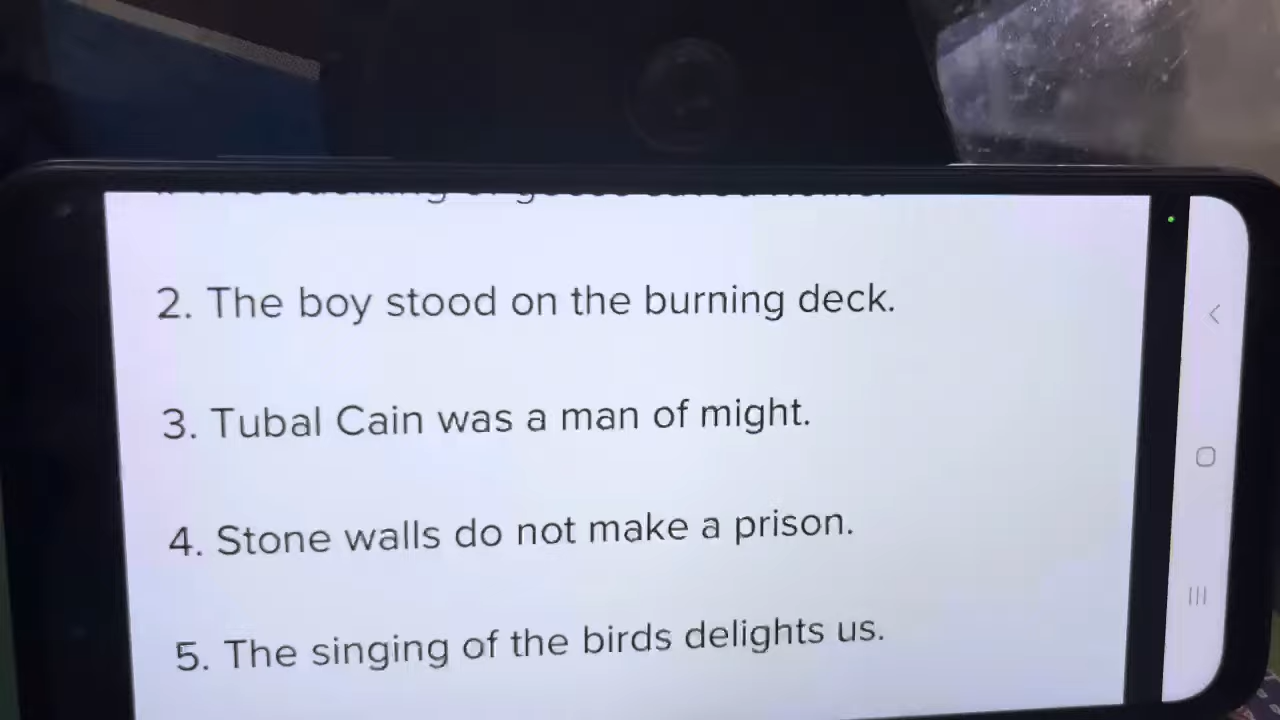 2. The boy stood on the burning deck.
3. Tubal Cain was a man of might.
4. Stone walls do not make a prison.
5. The singing of the birds delights us.